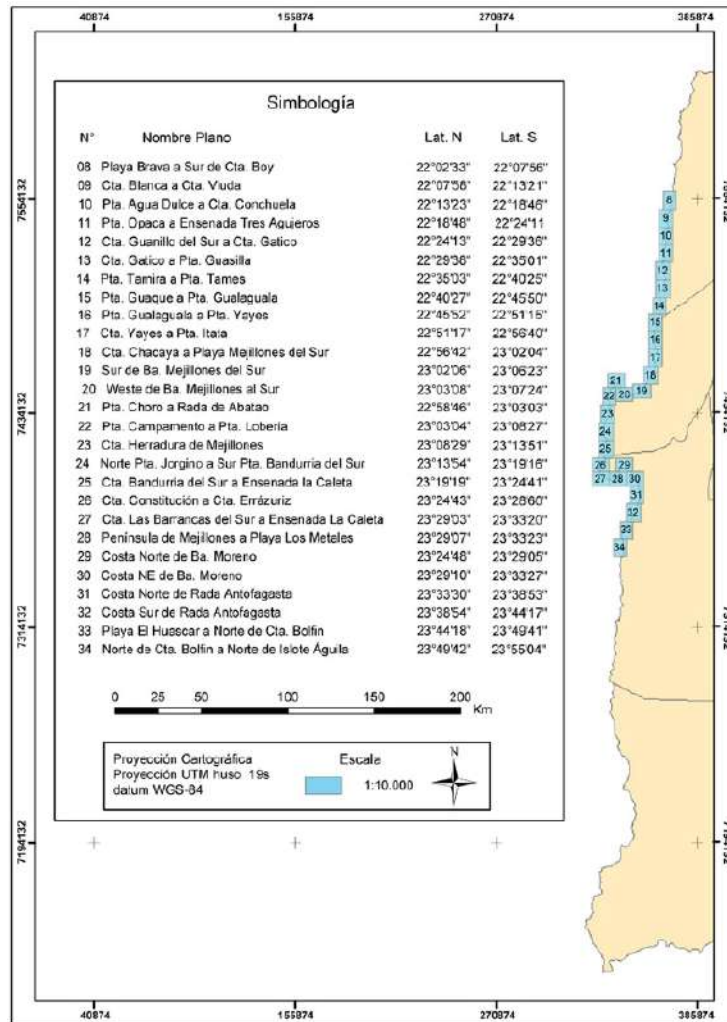 40874 155874 270874 385874
Simbología
N° Nombre Plano Lat. N Lat. S
08 Playa Brava a Sur de Cta. Boy 22°02'33" 22°07'56"
09 Cta. Blanca a Cta. Viuda 22°07'58" 22°13'21"
10 Pta. Agua Dulce a Cta. Conchuela 22°13'23" 22°18'46"
11 Pta. Opaca a Ensenada Tres Agujeros 22°18'48" 22°24'11
12 Cta. Guanillo del Sur a Cta. Gatico 22°24'13" 22°29'36"
13 Cta. Gatico a Pta. Guasilla 22°29'38" 22°35'01"
14 Pta. Tamira a Pta. Tames 22°35'03" 22°40'25"
15 Pta. Guaque a Pta. Gualaguala 22°40'27" 22°45'50"
16 Pta. Gualaguala a Pta. Yayes 22°45'52" 22°51'15"
17 Cta. Yayes a Pta. Itata 22°51'17" 22°56'40"
18 Cta. Chacaya a Playa Mejillones del Sur 22°56'42" 23°02'04"
19 Sur de Ba. Mejillones del Sur 23°02'06" 23°06'23"
20 Weste de Ba. Mejillones al Sur 23°03'08" 23°07'24"
21 Pta. Choro a Rada de Abatao 22°58'46" 23°03'03"
22 Pta. Campamento a Pta. Lobería 23°03'04" 23°08'27"
23 Cta. Herradura de Mejillones 23°08'29" 23°13'51"
24 Norte Pta. Jorgino a Sur Pta. Bandurria del Sur 23°13'54" 23°19'16"
25 Cta. Bandurria del Sur a Ensenada la Caleta 23°19'19" 23°24'41"
26 Cta. Constitución a Cta. Errázuriz 23°24'43" 23°28'60"
27 Cta. Las Barrancas del Sur a Ensenada La Caleta 23°29'03" 23°33'20"
28 Península de Mejillones a Playa Los Metales 23°29'07" 23°33'23"
29 Costa Norte de Ba. Moreno 23°24'48" 23°29'05"
30 Costa NE de Ba. Moreno 23°29'10" 23°33'27"
31 Costa Norte de Rada Antofagasta 23°33'30" 23°38'53"
32 Costa Sur de Rada Antofagasta 23°38'54" 23°44'17"
33 Playa El Huascar a Norte de Cta. Bolfin 23°44'18" 23°49'41"
34 Norte de Cta. Bolfin a Norte de Islote Águila 23°49'42" 23°55'04"
0 25 50 100 150 200
Km
Proyección Cartográfica
Proyección UTM huso 19s
datum WGS-84
Escala
1:10.000
N
7554132
7434132
7314132
7194132
8
9
10
11
12
13
14
15
16
17
18
21
22 20 19
23
24
25
26 29
27 28 30
31
32
33
34
7554132
7434132
7314132
7194132
40874 155874 270874 385874